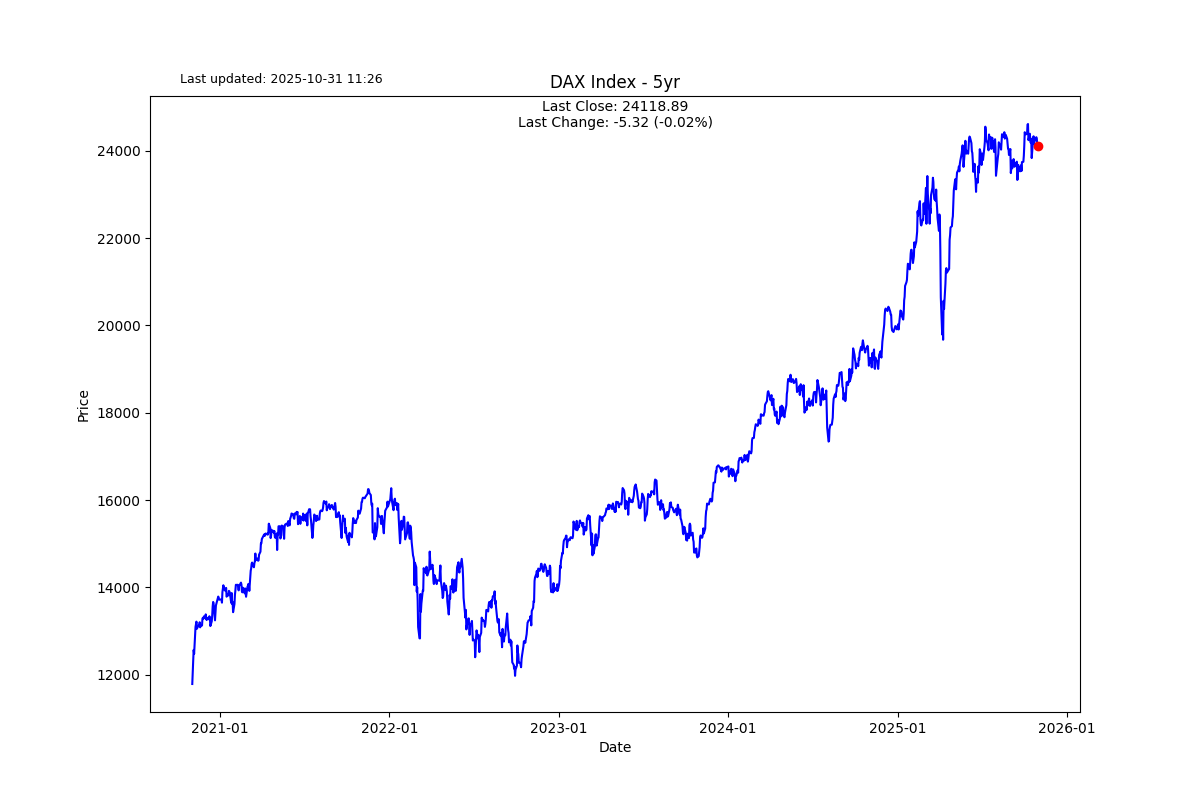 Last updated: 2025-10-31 11:26
DAX Index - 5yr
Last Close: 24118.89
Last Change: -5.32 (-0.02%)
24000
22000
20000
18000
16000
14000
12000
Price
2021-01
2022-01
2023-01
2024-01
2025-01
2026-01
Date